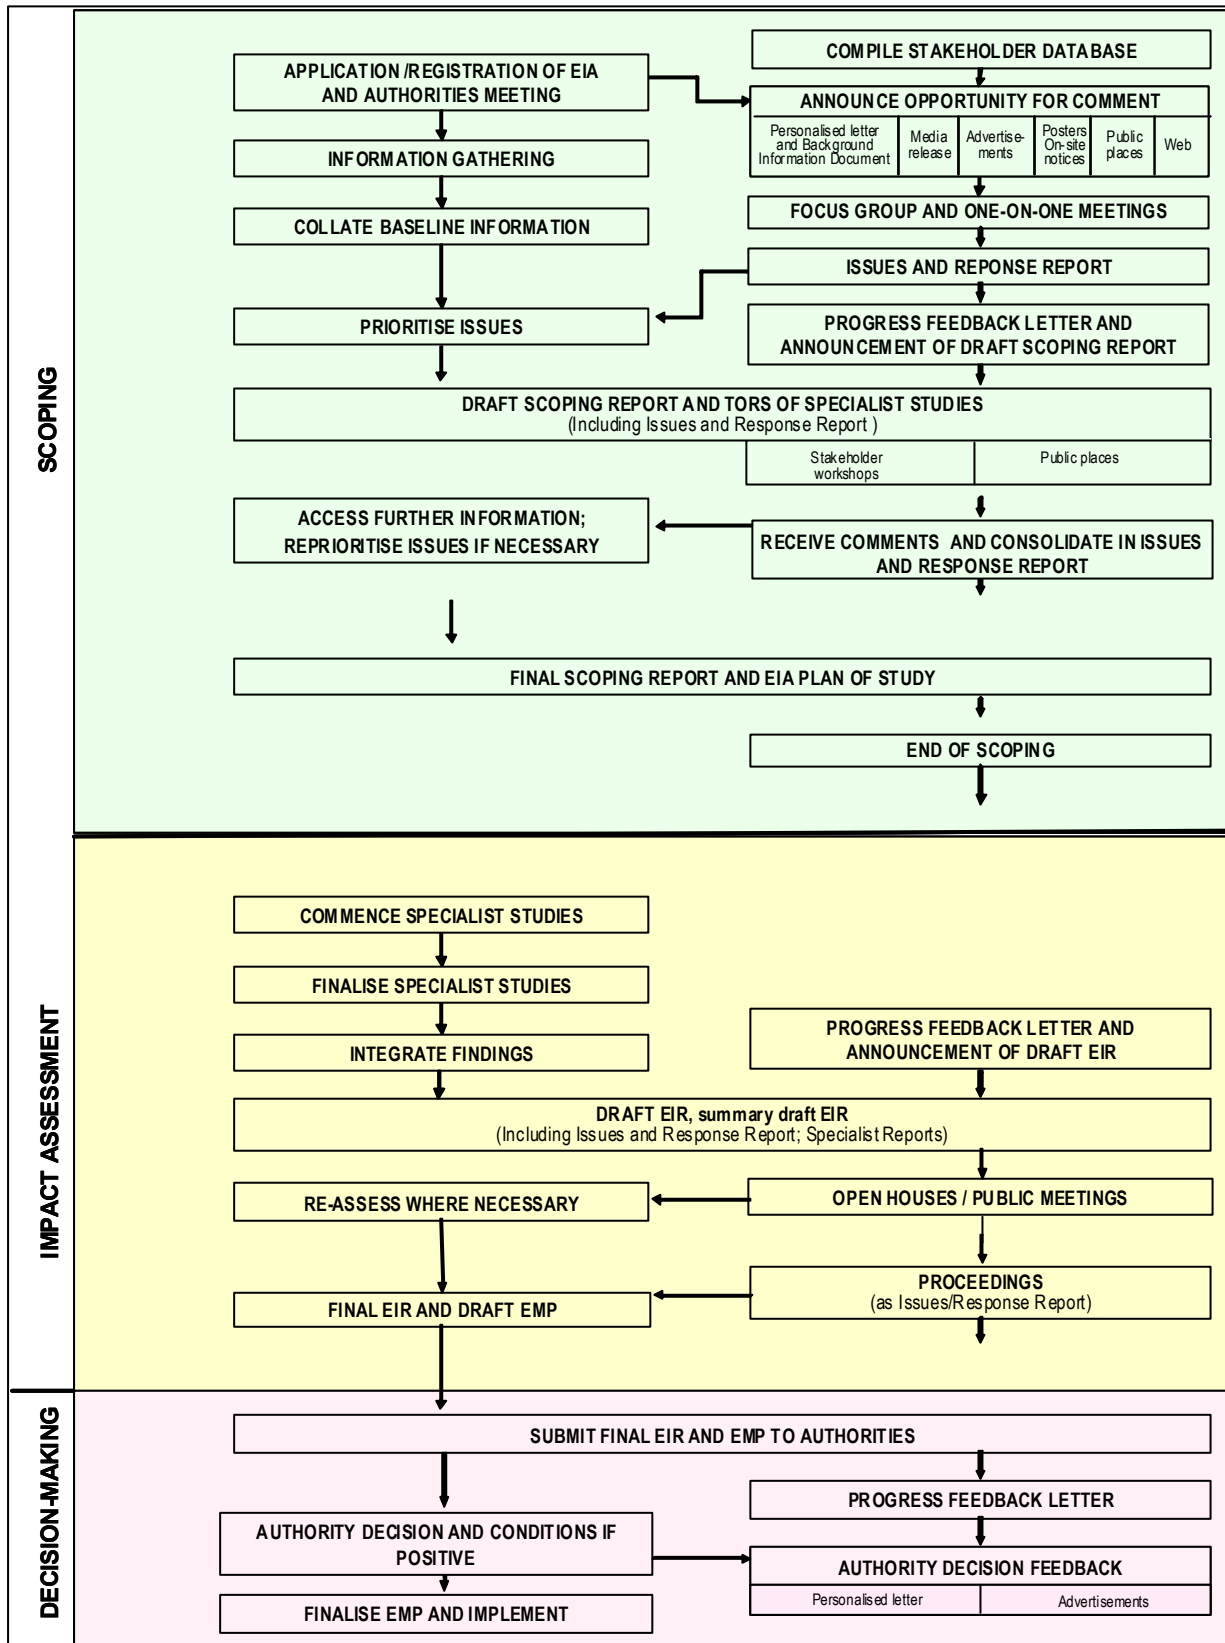 SCOPING
COMPILE STAKEHOLDER DATABASE
APPLICATION /REGISTRATION OF EIA
AND AUTHORITIES MEETING
ANNOUNCE OPPORTUNITY FOR COMMENT
Personalised letter
and Background
Information Document
Media
release
Advertise-
ments
Posters
On-site
notices
Public
places
Web
INFORMATION GATHERING
FOCUS GROUP AND ONE-ON-ONE MEETINGS
COLLATE BASELINE INFORMATION
ISSUES AND REPONSE REPORT
PRIORITISE ISSUES
PROGRESS FEEDBACK LETTER AND
ANNOUNCEMENT OF DRAFT SCOPING REPORT
DRAFT SCOPING REPORT AND TORS OF SPECIALIST STUDIES
(Including Issues and Response Report )
Stakeholder
workshops
Public places
ACCESS FURTHER INFORMATION;
REPRIORITISE ISSUES IF NECESSARY
RECEIVE COMMENTS AND CONSOLIDATE IN ISSUES
AND RESPONSE REPORT
FINAL SCOPING REPORT AND EIA PLAN OF STUDY
END OF SCOPING
IMPACT ASSESSMENT
COMMENCE SPECIALIST STUDIES
FINALISE SPECIALIST STUDIES
INTEGRATE FINDINGS
PROGRESS FEEDBACK LETTER AND
ANNOUNCEMENT OF DRAFT EIR
DRAFT EIR, summary draft EIR
(Including Issues and Response Report; Specialist Reports)
RE-ASSESS WHERE NECESSARY
OPEN HOUSES / PUBLIC MEETINGS
FINAL EIR AND DRAFT EMP
PROCEEDINGS
(as Issues/Response Report)
DECISION-MAKING
SUBMIT FINAL EIR AND EMP TO AUTHORITIES
PROGRESS FEEDBACK LETTER
AUTHORITY DECISION AND CONDITIONS IF
POSITIVE
AUTHORITY DECISION FEEDBACK
Personalised letter
Advertisements
FINALISE EMP AND IMPLEMENT